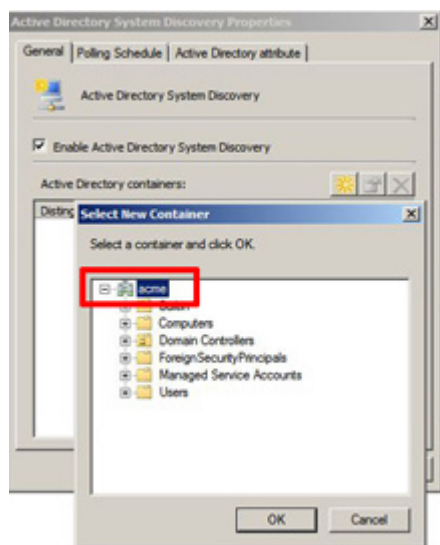 Active Directory System Discovery Properties
General Polling Schedule Active Directory attribute
Active Directory System Discovery
Enable Active Directory System Discovery
Active Directory containers:
Disting
Select New Container
Select a container and click OK.
acme
Computers
Domain Controllers
ForeignSecurityPrincipals
Managed Service Accounts
Users
OK Cancel